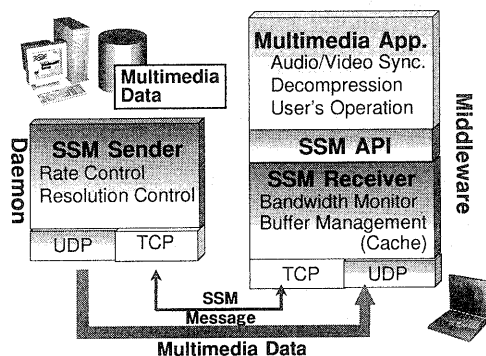 Multimedia
Data
Daemon
SSM Sender
Rate Control
Resolution Control
UDP
TCP
Multimedia App.
Audio/Video Sync.
Decompression
User's Operation
SSM API
SSM Receiver
Bandwidth Monitor
Buffer Management
(Cache)
TCP
UDP
Middleware
SSM
Message
Multimedia Data